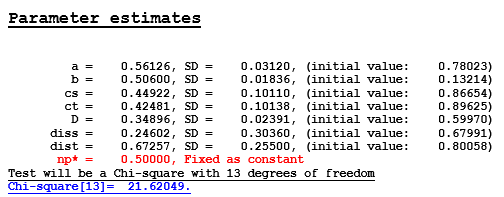 Parameter estimates
a = 0.56126, SD = 0.03120, (initial value: 0.78023)
b = 0.50600, SD = 0.01836, (initial value: 0.13214)
cs = 0.44922, SD = 0.10110, (initial value: 0.86654)
ct = 0.42481, SD = 0.10138, (initial value: 0.89625)
D = 0.34896, SD = 0.02391, (initial value: 0.59970)
diss = 0.24602, SD = 0.30360, (initial value: 0.67991)
dist = 0.67257, SD = 0.25500, (initial value: 0.80058)
np* = 0.50000, Fixed as constant
Test will be a Chi-square with 13 degrees of freedom
Chi-square[13]= 21.62049.